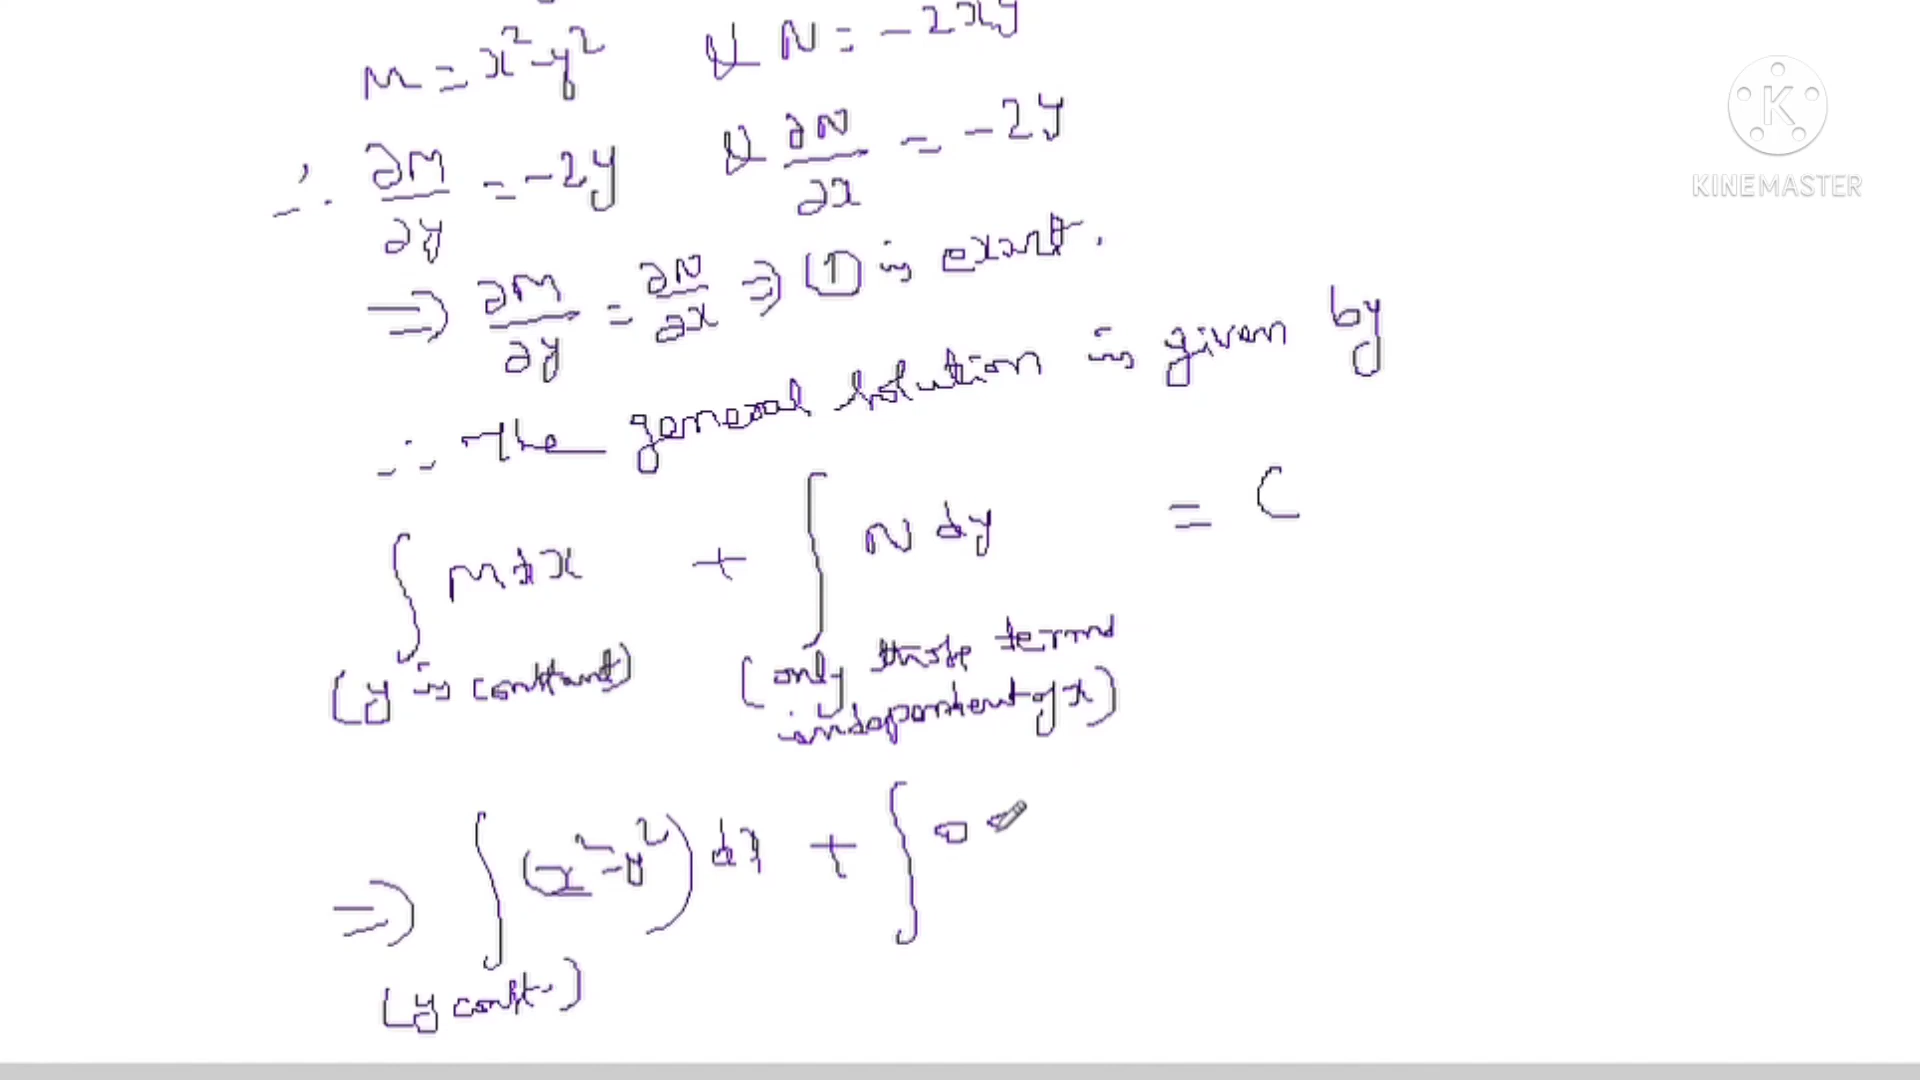 M = x² - y² & N = -2xy
∴ ∂M/∂y = -2y & ∂N/∂x = -2y
⇒ ∂M/∂y = ∂N/∂x ⇒ ① is exact.
∴ The general solution is given by
∫ M dx + ∫ N dy = C
(y is constant) (only those terms
independent of x)
⇒ ∫ (x² - y²) dx + ∫ 0
(y const.)
KINEMASTER